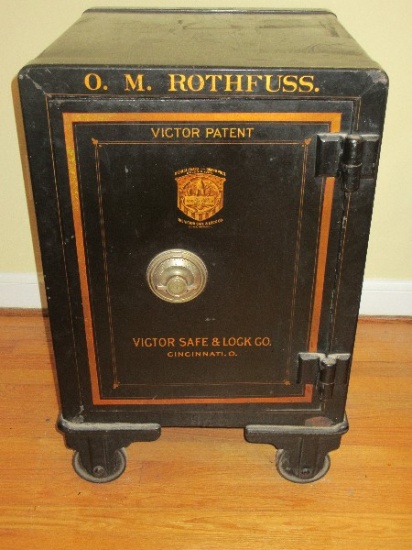 O. M. ROTHFUSS.
VICTOR PATENT
VICTOR SAFE & LOCK CO.
CINCINNATI, O.